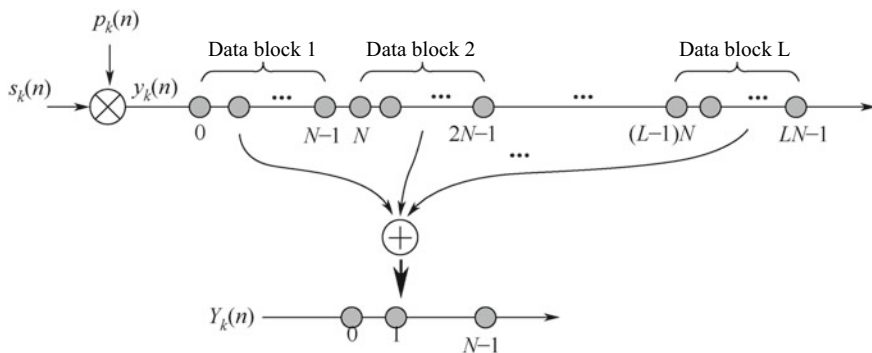 p_k(n)
Data block 1 Data block 2 Data block L
s_k(n) y_k(n) ... ... ... ...
0 N−1 N 2N−1 (L−1)N LN−1
...
Y_k(n)
0 1 N−1